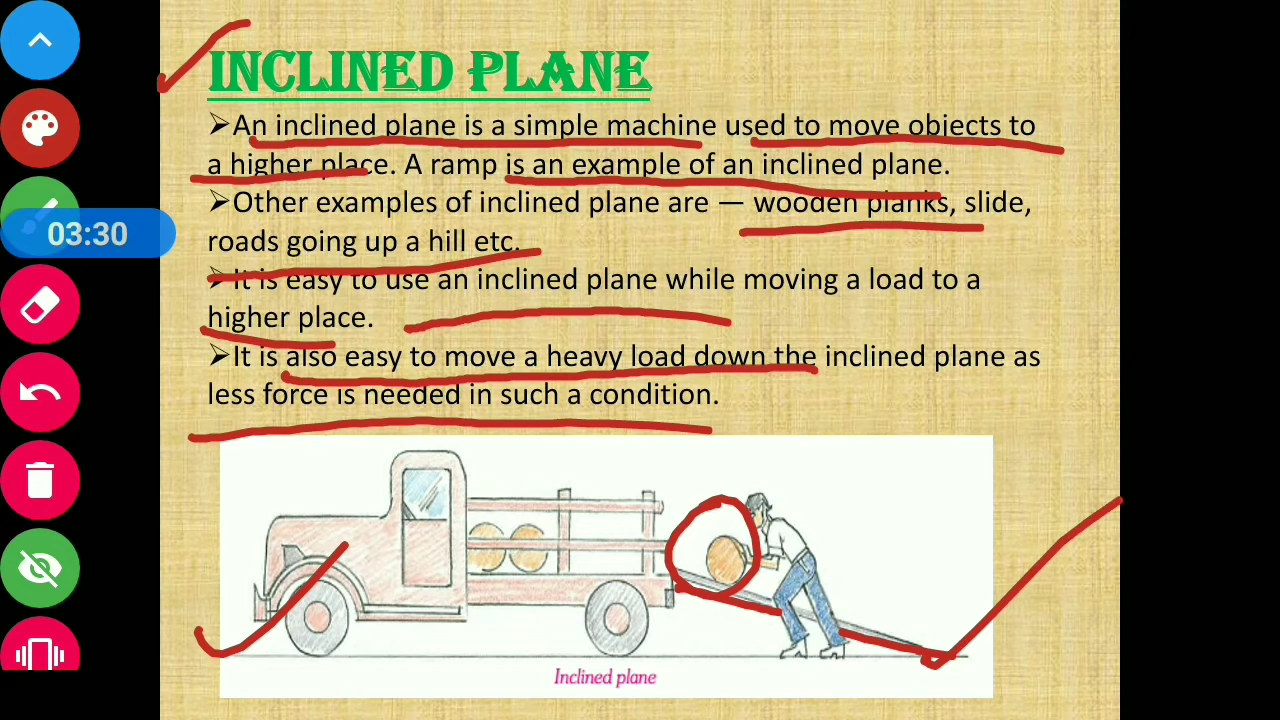 INCLINED PLANE
➢An inclined plane is a simple machine used to move objects to
a higher place. A ramp is an example of an inclined plane.
➢Other examples of inclined plane are — wooden planks, slide,
03:30
roads going up a hill etc.
➢It is easy to use an inclined plane while moving a load to a
higher place.
➢It is also easy to move a heavy load down the inclined plane as
less force is needed in such a condition.
Inclined plane